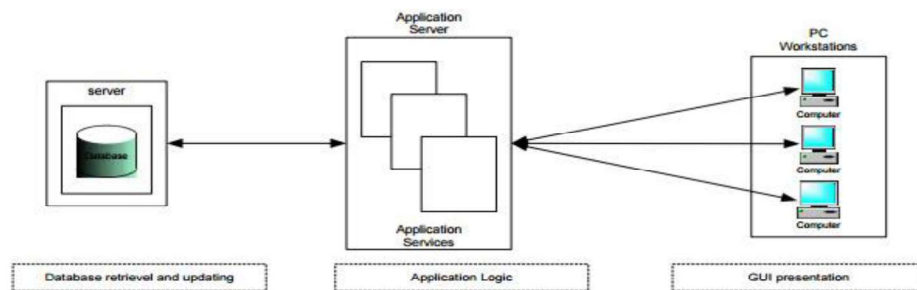 Application
Server
PC
Workstations
server
Database
Computer
Computer
Computer
Application
Services
Database retrievel and updating
Application Logic
GUI presentation